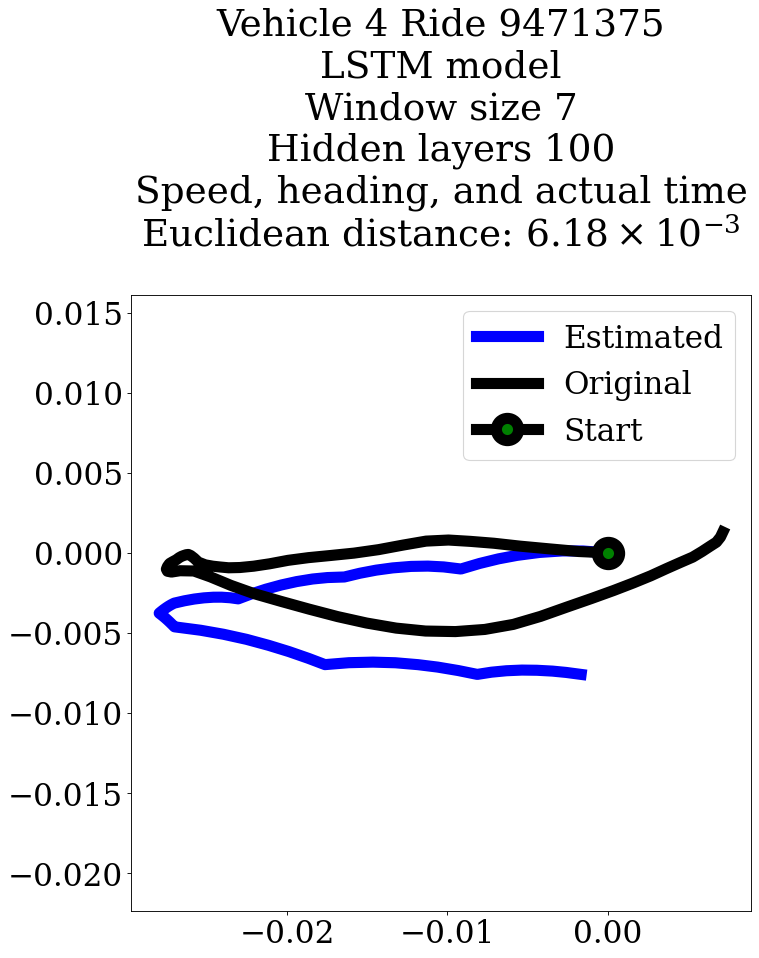 Vehicle 4 Ride 9471375
LSTM model
Window size 7
Hidden layers 100
Speed, heading, and actual time
Euclidean distance: 6.18 × 10⁻³
Estimated
Original
Start
0.015
0.010
0.005
0.000
−0.005
−0.010
−0.015
−0.020
−0.02 −0.01 0.00